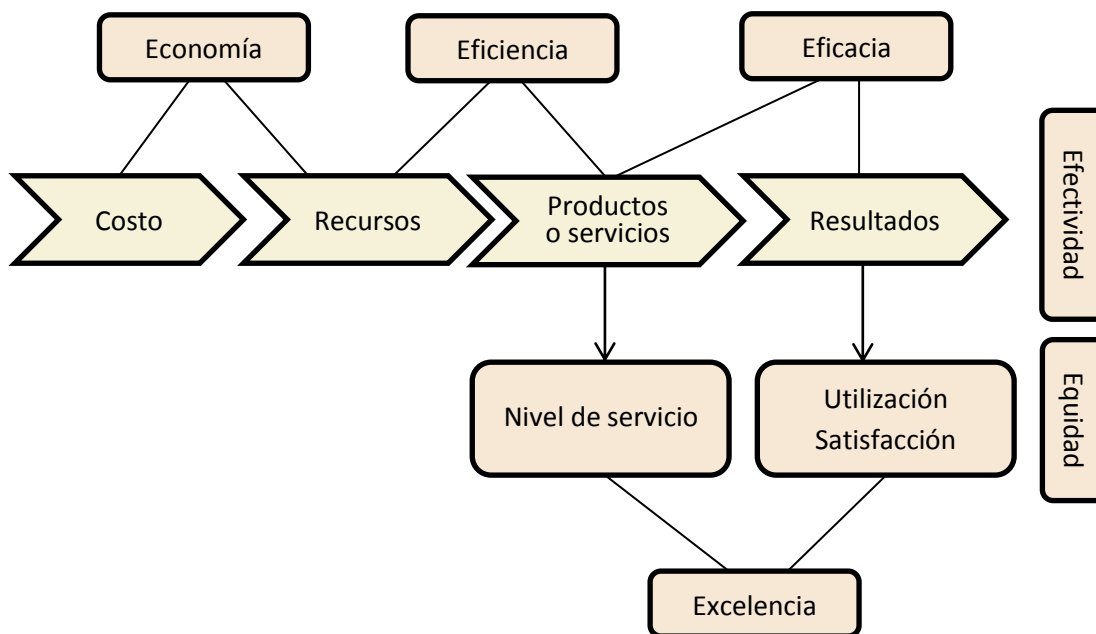 Economía
Eficiencia
Eficacia
Costo
Recursos
Productos
o servicios
Resultados
Efectividad
Nivel de servicio
Utilización
Satisfacción
Equidad
Excelencia